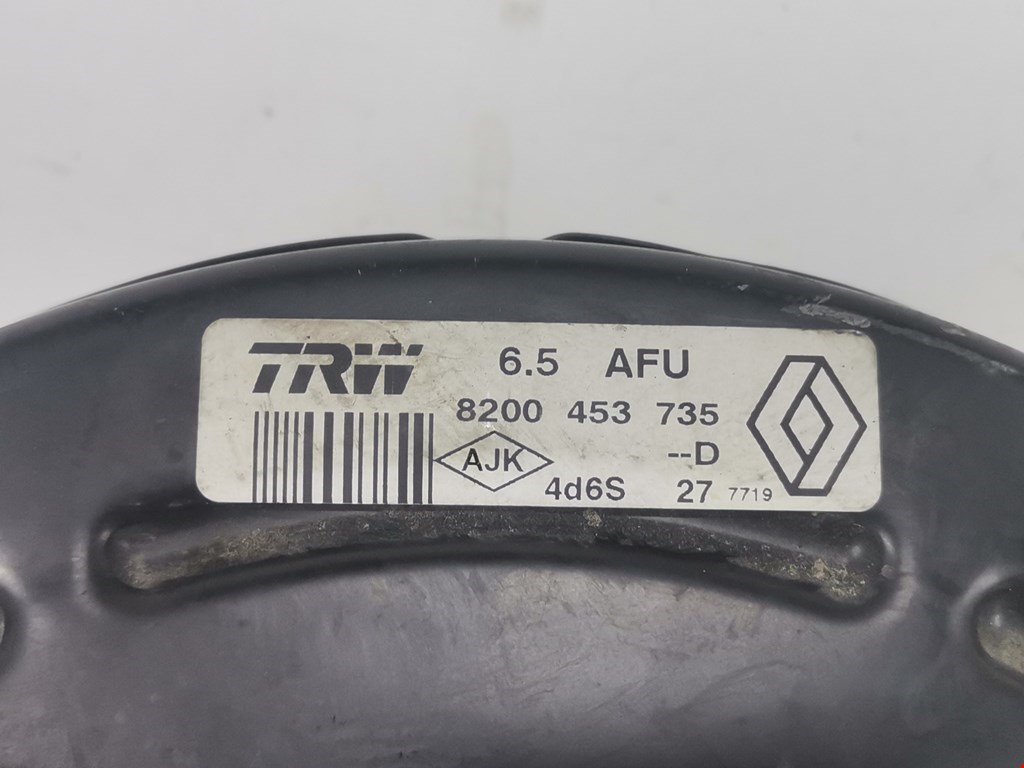 TRW 6.5 AFU
8200 453 735
AJK --D
4d6S 27 7719